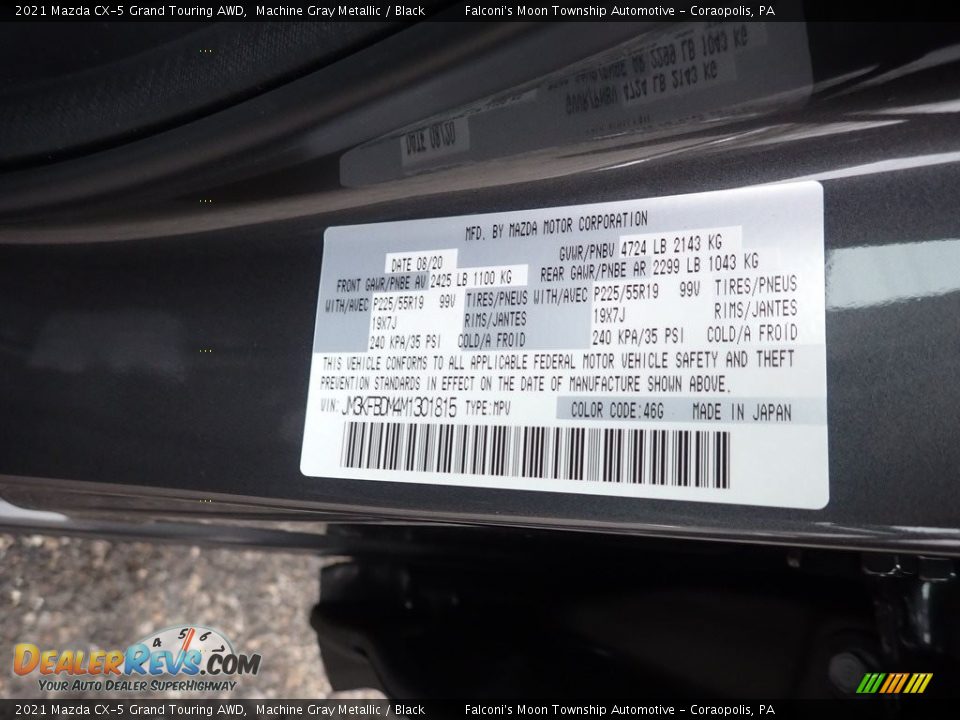 2021 Mazda CX-5 Grand Touring AWD, Machine Gray Metallic / Black Falconi's Moon Township Automotive - Coraopolis, PA
MFD. BY MAZDA MOTOR CORPORATION
DATE 08/20 GVWR/PNBV 4724 LB 2143 KG
FRONT GAWR/PNBE AV 2425 LB 1100 KG REAR GAWR/PNBE AR 2299 LB 1043 KG
WITH/AVEC P225/55R19 99V TIRES/PNEUS WITH/AVEC P225/55R19 99V TIRES/PNEUS
19X7J RIMS/JANTES 19X7J RIMS/JANTES
240 KPA/35 PSI COLD/A FROID 240 KPA/35 PSI COLD/A FROID
THIS VEHICLE CONFORMS TO ALL APPLICABLE FEDERAL MOTOR VEHICLE SAFETY AND THEFT
PREVENTION STANDARDS IN EFFECT ON THE DATE OF MANUFACTURE SHOWN ABOVE.
VIN: JM3KFBDM4M1301815 TYPE:MPV COLOR CODE:46G MADE IN JAPAN
4 5 6
DEALERREVS.COM
YOUR AUTO DEALER SUPERHIGHWAY
2021 Mazda CX-5 Grand Touring AWD, Machine Gray Metallic / Black Falconi's Moon Township Automotive - Coraopolis, PA